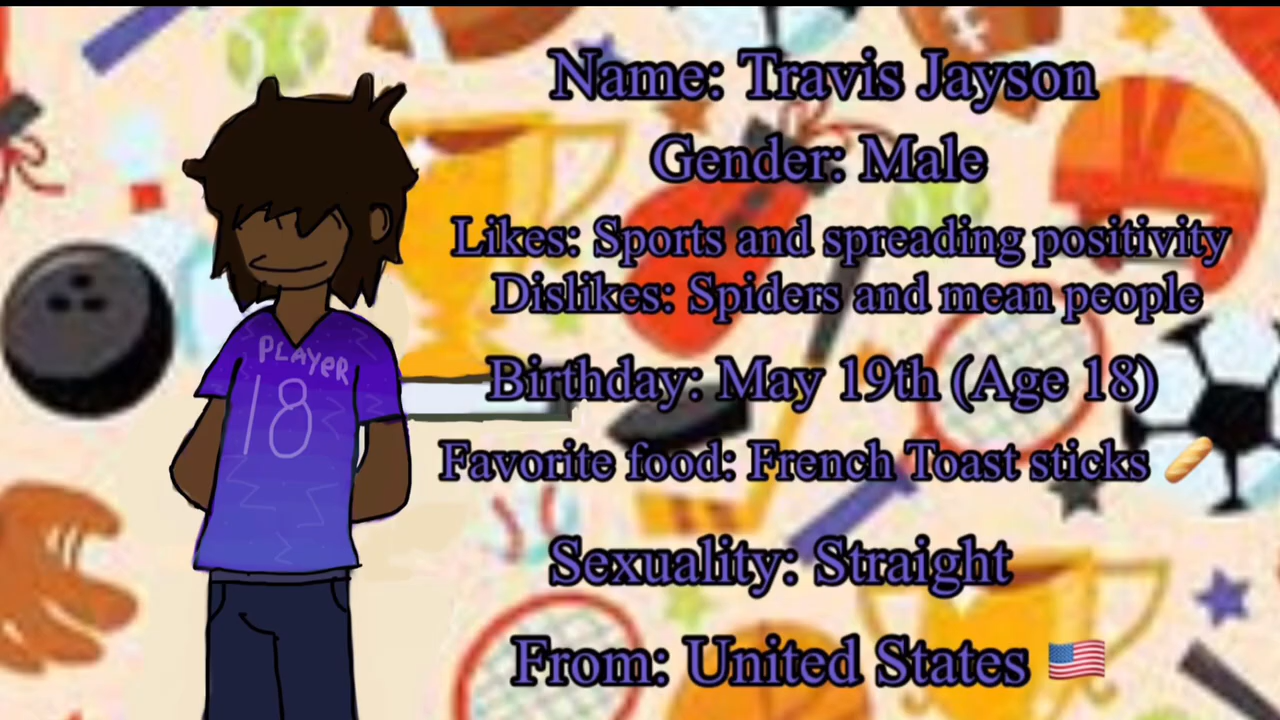 Name: Travis Jayson
Gender: Male
Likes: Sports and spreading positivity
Dislikes: Spiders and mean people
Birthday: May 19th (Age 18)
Favorite food: French Toast sticks 🥖
Sexuality: Straight
From: United States 🇺🇸
PLAYER
18